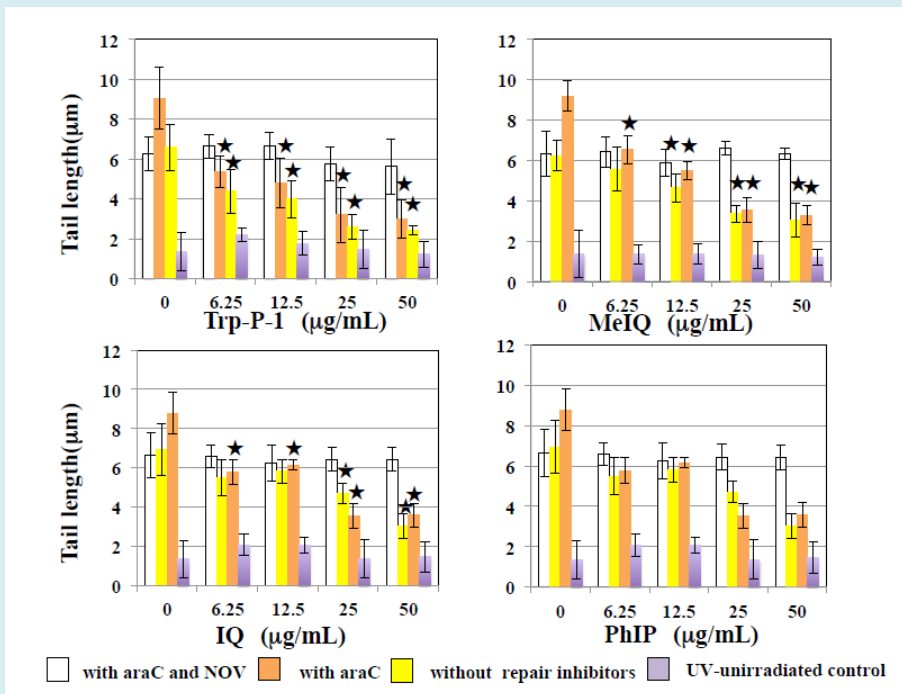 12
10
8
6
4
2
0
Tail length(μm)
★ ★ ★ ★ ★ ★ ★ ★
0 6.25 12.5 25 50
Trp-P-1 (μg/mL)
12
10
8
6
4
2
0
★ ★ ★ ★★ ★ ★
0 6.25 12.5 25 50
MeIQ (μg/mL)
12
10
8
6
4
2
0
Tail length(μm)
★ ★ ★ ★ ★ ★
0 6.25 12.5 25 50
IQ (μg/mL)
12
10
8
6
4
2
0
0 6.25 12.5 25 50
PhIP (μg/mL)
with araC and NOV with araC without repair inhibitors UV-unirradiated control